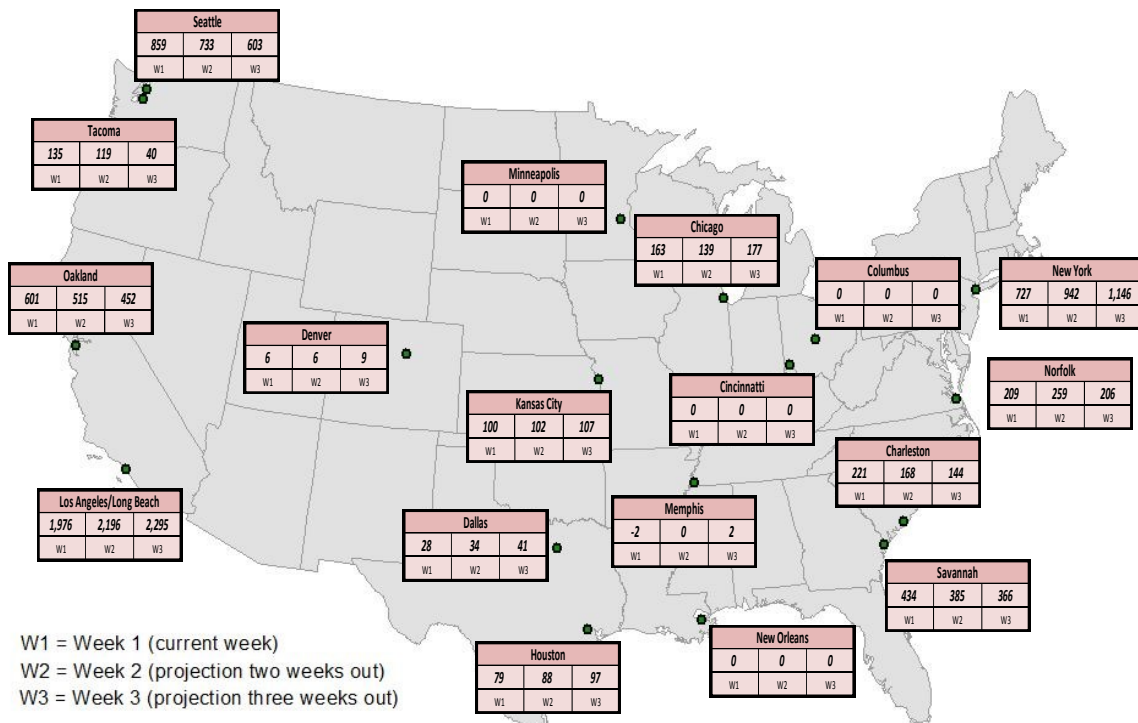 Seattle
859 733 603
W1 W2 W3
Tacoma
135 119 40
W1 W2 W3
Minneapolis
0 0 0
W1 W2 W3
Chicago
163 139 177
W1 W2 W3
Oakland
601 515 452
W1 W2 W3
Columbus
0 0 0
W1 W2 W3
New York
727 942 1,146
W1 W2 W3
Denver
6 6 9
W1 W2 W3
Cincinnatti
0 0 0
W1 W2 W3
Norfolk
209 259 206
W1 W2 W3
Kansas City
100 102 107
W1 W2 W3
Charleston
221 168 144
W1 W2 W3
Los Angeles/Long Beach
1,976 2,196 2,295
W1 W2 W3
Dallas
28 34 41
W1 W2 W3
Memphis
-2 0 2
W1 W2 W3
Savannah
434 385 366
W1 W2 W3
New Orleans
0 0 0
W1 W2 W3
Houston
79 88 97
W1 W2 W3
W1 = Week 1 (current week)
W2 = Week 2 (projection two weeks out)
W3 = Week 3 (projection three weeks out)